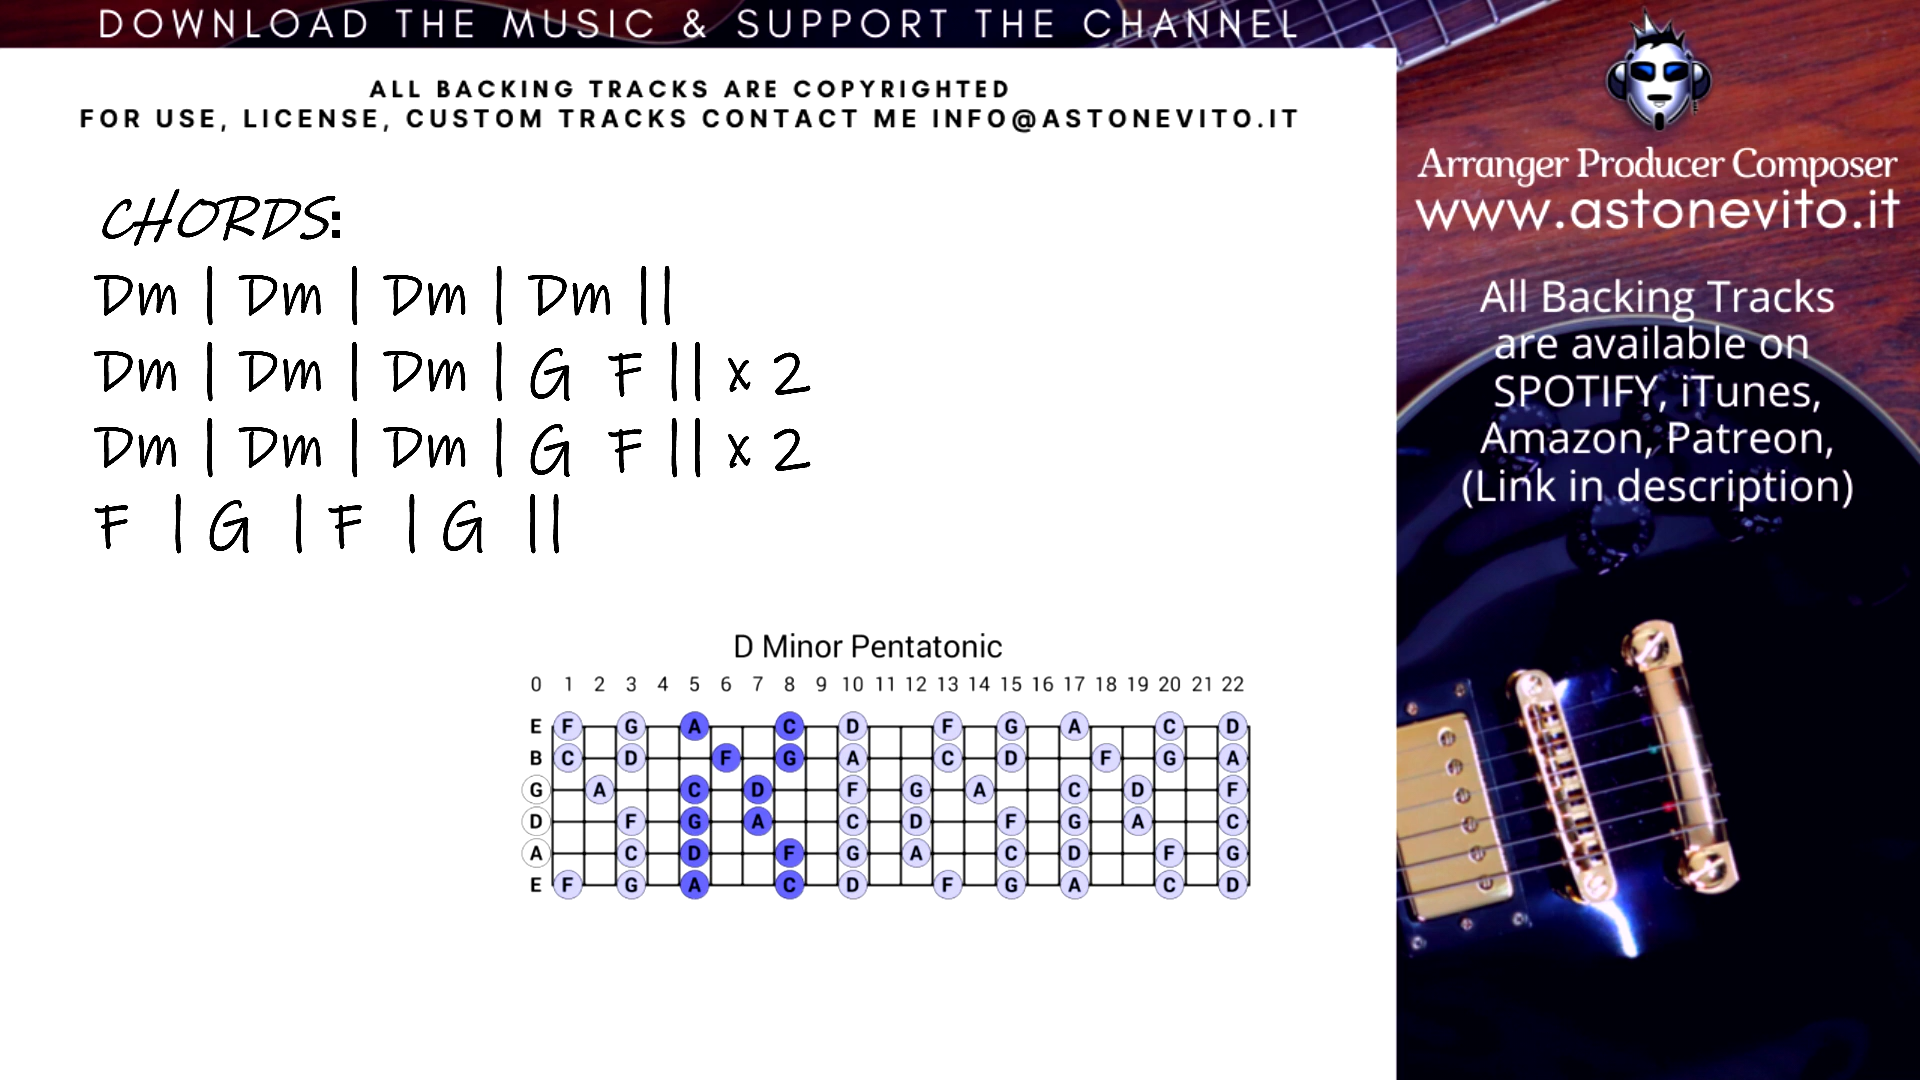 DOWNLOAD THE MUSIC & SUPPORT THE CHANNEL
ALL BACKING TRACKS ARE COPYRIGHTED
FOR USE, LICENSE, CUSTOM TRACKS CONTACT ME INFO@ASTONEVITO.IT
CHORDS:
Dm | Dm | Dm | Dm ||
Dm | Dm | Dm | G F || x 2
Dm | Dm | Dm | G F || x 2
F | G | F | G ||
D Minor Pentatonic
0 1 2 3 4 5 6 7 8 9 10 11 12 13 14 15 16 17 18 19 20 21 22
E F G A C D F G A C D
B C D F G A C D F G A
G A C D F G A C D F
D F G A C D F G A C
A C D F G A C D F G
E F G A C D F G A C D
Arranger Producer Composer
www.astonevito.it
All Backing Tracks
are available on
SPOTIFY, iTunes,
Amazon, Patreon,
(Link in description)